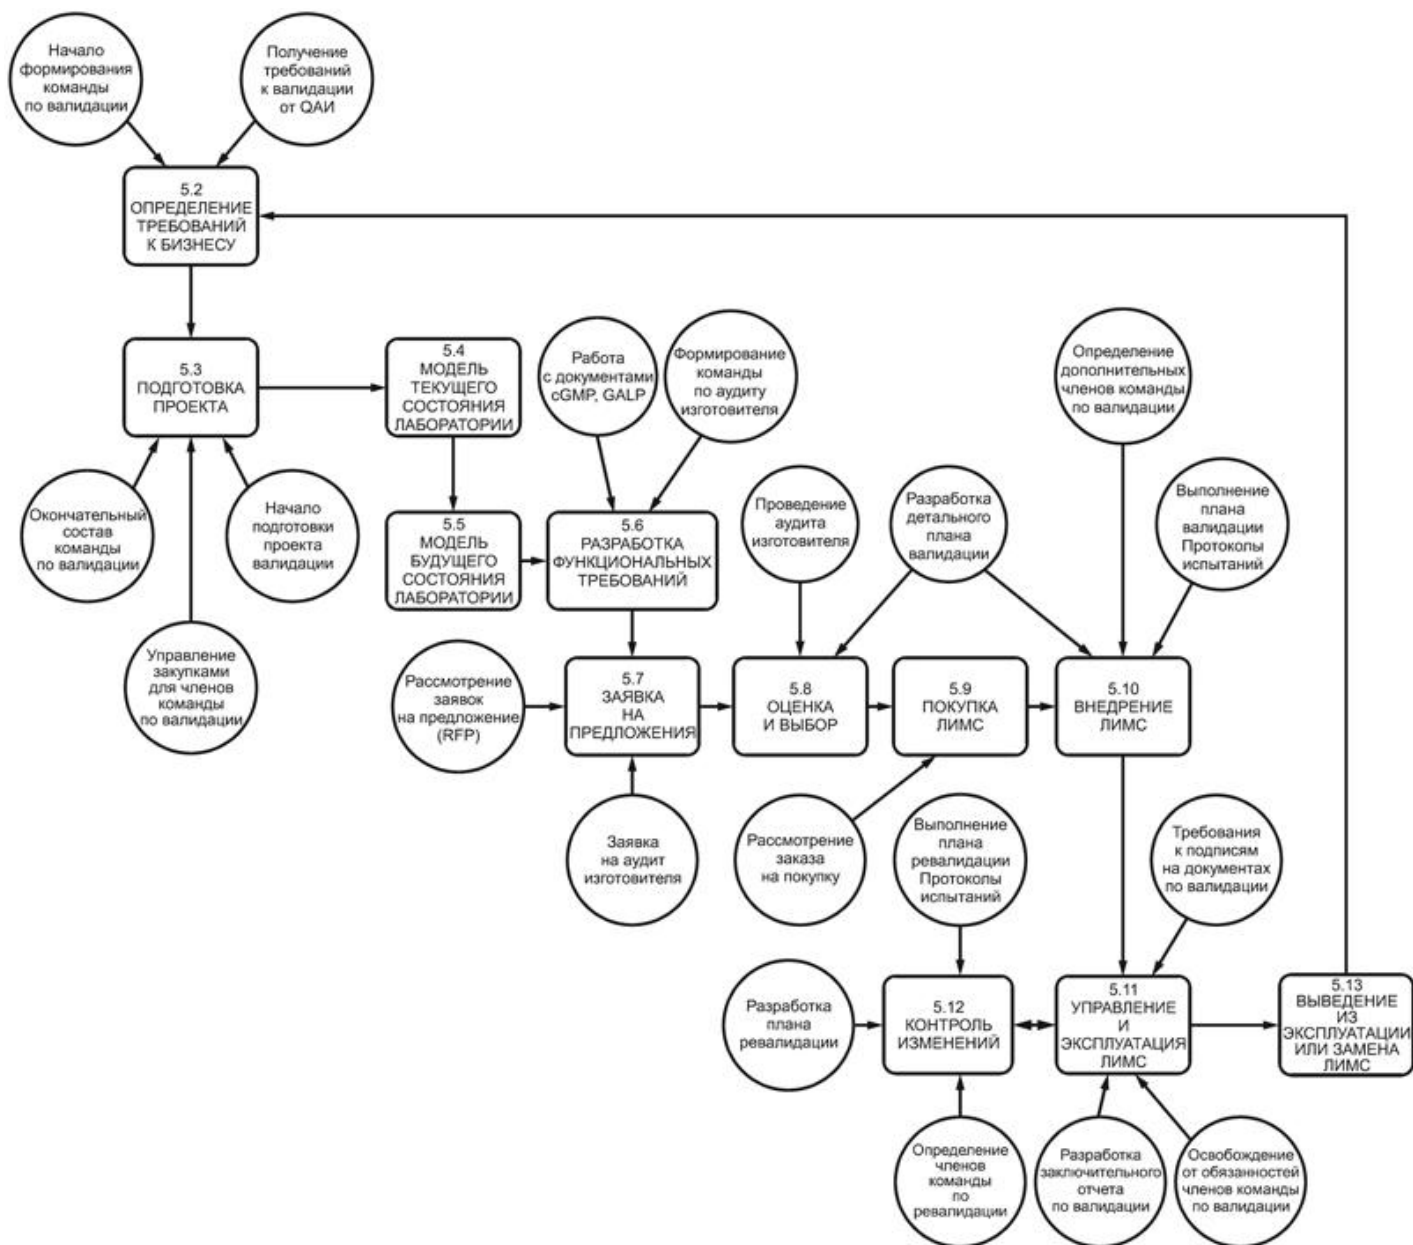 Начало
формирования
команды
по валидации
Получение
требований
к валидации
от QAИ
5.2
ОПРЕДЕЛЕНИЕ
ТРЕБОВАНИЙ
К БИЗНЕСУ
5.3
ПОДГОТОВКА
ПРОЕКТА
5.4
МОДЕЛЬ
ТЕКУЩЕГО
СОСТОЯНИЯ
ЛАБОРАТОРИИ
Работа
с документами
cGMP, GALP
Формирование
команды
по аудиту
изготовителя
Определение
дополнительных
членов команды
по валидации
Окончательный
состав
команды
по валидации
Начало
подготовки
проекта
валидации
5.5
МОДЕЛЬ
БУДУЩЕГО
СОСТОЯНИЯ
ЛАБОРАТОРИИ
5.6
РАЗРАБОТКА
ФУНКЦИОНАЛЬНЫХ
ТРЕБОВАНИЙ
Проведение
аудита
изготовителя
Разработка
детального
плана
валидации
Выполнение
плана
валидации
Протоколы
испытаний
Управление
закупками
для членов
команды
по валидации
Рассмотрение
заявок
на предложение
(RFP)
5.7
ЗАЯВКА
НА
ПРЕДЛОЖЕНИЯ
5.8
ОЦЕНКА
И ВЫБОР
5.9
ПОКУПКА
ЛИМС
5.10
ВНЕДРЕНИЕ
ЛИМС
Заявка
на аудит
изготовителя
Рассмотрение
заказа
на покупку
Выполнение
плана
ревалидации
Протоколы
испытаний
Требования
к подписям
на документах
по валидации
Разработка
плана
ревалидации
5.12
КОНТРОЛЬ
ИЗМЕНЕНИЙ
5.11
УПРАВЛЕНИЕ
И
ЭКСПЛУАТАЦИЯ
ЛИМС
5.13
ВЫВЕДЕНИЕ
ИЗ
ЭКСПЛУАТАЦИИ
ИЛИ ЗАМЕНА
ЛИМС
Определение
членов
команды
по
ревалидации
Разработка
заключительного
отчета
по валидации
Освобождение
от обязанностей
членов команды
по валидации